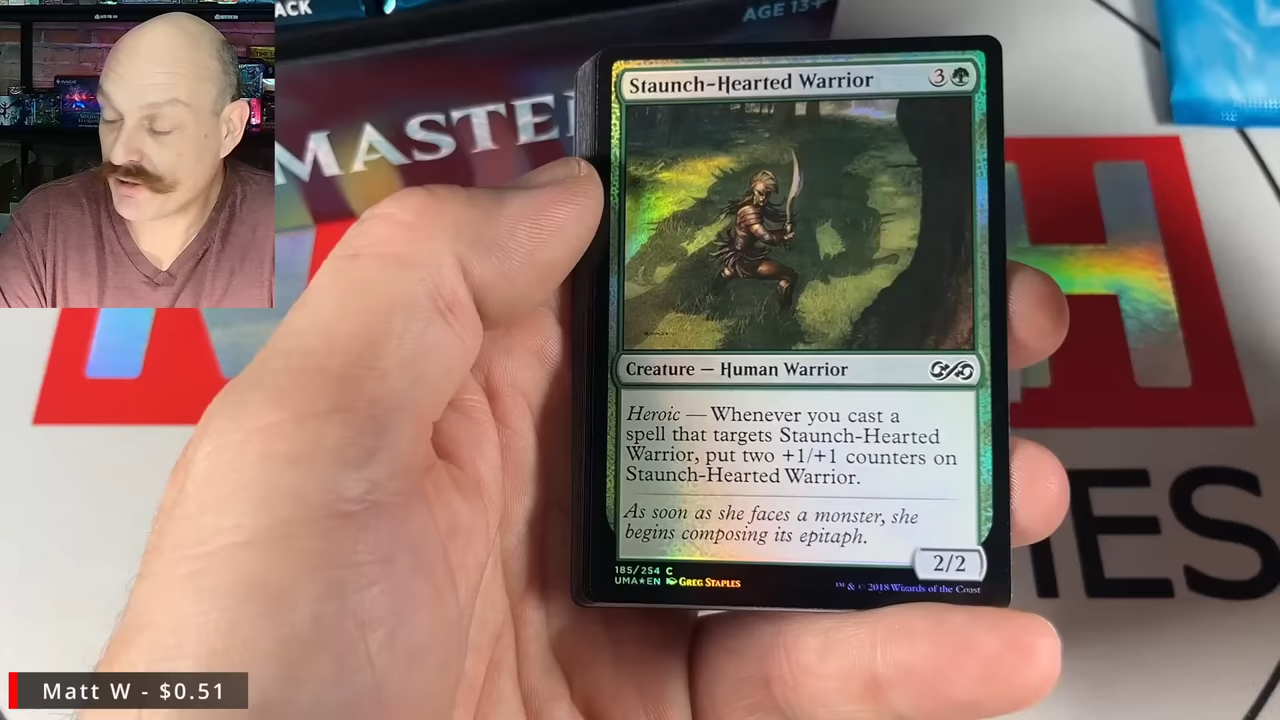 ACK
AGE 13+
MASTE
Staunch-Hearted Warrior 3
Creature — Human Warrior
Heroic — Whenever you cast a
spell that targets Staunch-Hearted
Warrior, put two +1/+1 counters on
Staunch-Hearted Warrior.
As soon as she faces a monster, she
begins composing its epitaph.
2/2
185/254 C
UMA★EN GREG STAPLES
™ & © 2018 Wizards of the Coast
MES
Matt W - $0.51